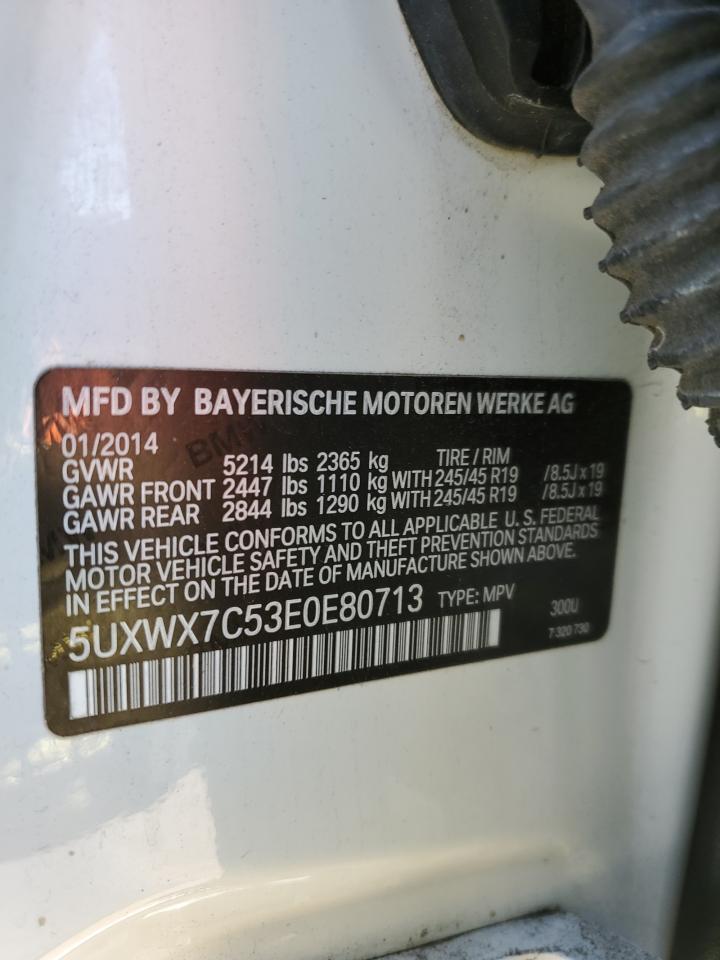 MFD BY BAYERISCHE MOTOREN WERKE AG
01/2014 TIRE / RIM
GVWR 5214 lbs 2365 kg
GAWR FRONT 2447 lbs 1110 kg WITH 245/45 R19 /8.5J x 19
GAWR REAR 2844 lbs 1290 kg WITH 245/45 R19 /8.5J x 19
THIS VEHICLE CONFORMS TO ALL APPLICABLE U. S. FEDERAL
MOTOR VEHICLE SAFETY AND THEFT PREVENTION STANDARDS
IN EFFECT ON THE DATE OF MANUFACTURE SHOWN ABOVE.
5UXWX7C53E0E80713 TYPE: MPV 300U
7 320 730